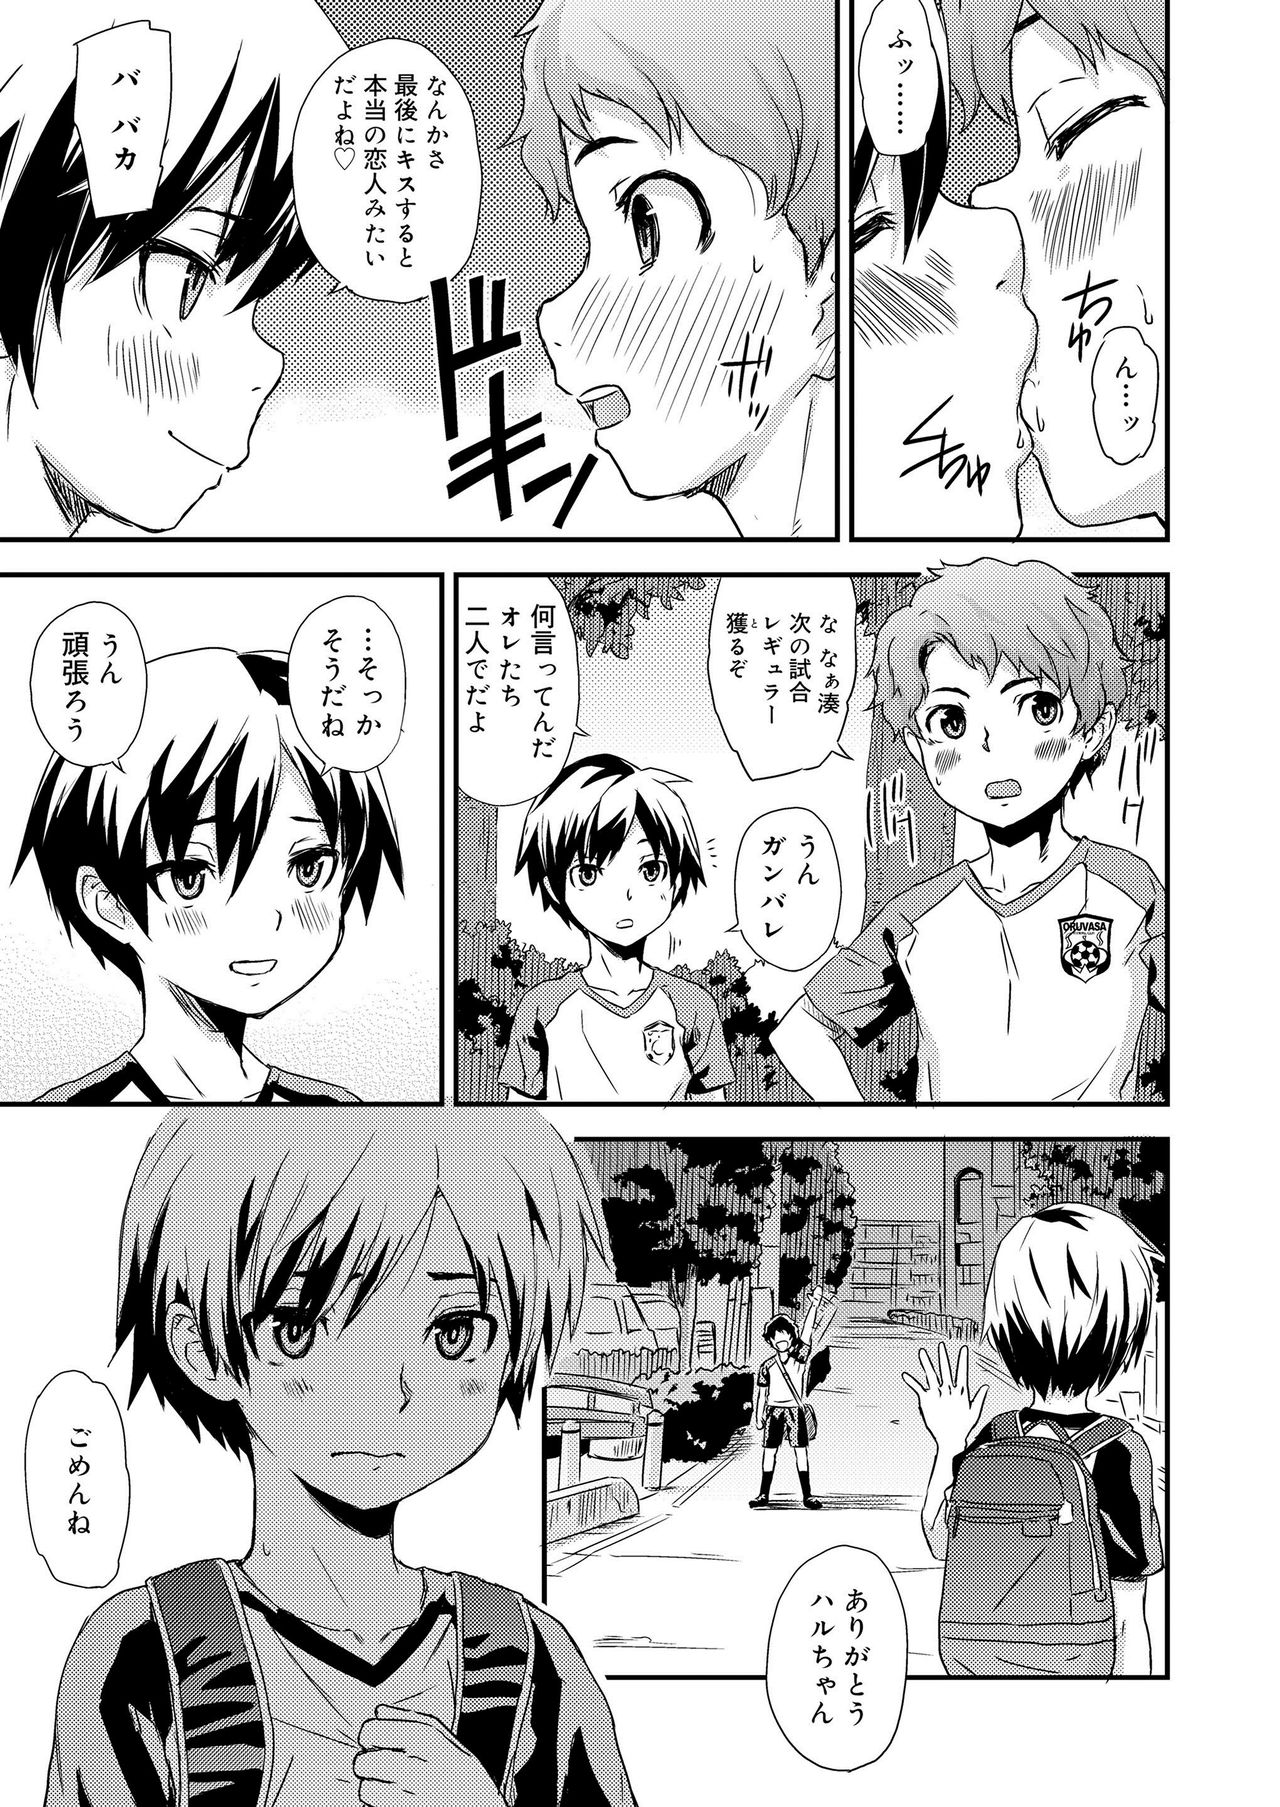 ふッ……
ちゅ
ん…ッ
くちゅ
なんかさ
最後にキスすると
本当の恋人みたい
だよね♡
ドキン
バ バカ
な なぁ湊
次の試合
レギュラー
獲るぞ
と
うん
ガンバレ
何言ってんだ
オレたち
二人でだよ
ORUVASA
…そっか
そうだね
うん
頑張ろう
ありがとう
ハルちゃん
ごめんね